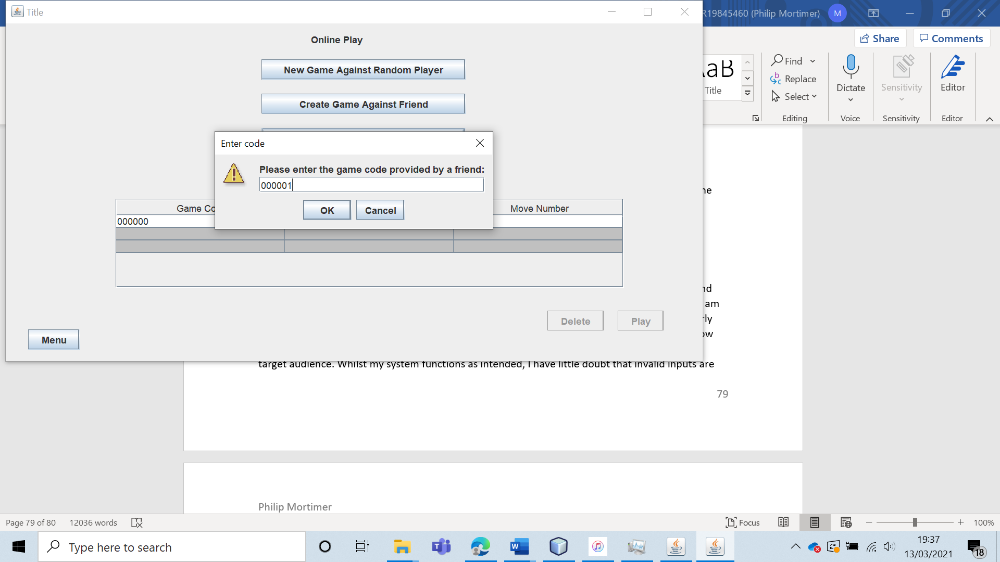 Title
Online Play
New Game Against Random Player
Create Game Against Friend
Enter code
Please enter the game code provided by a friend:
000001
OK
Cancel
Game Co
Move Number
000000
Delete
Play
Menu
R19845460 (Philip Mortimer)
M
Share
Comments
AaB
Title
Find
Replace
Select
Editing
Dictate
Voice
Sensitivity
Sensitivity
Editor
Editor
ne
nd
am
rly
ow
target audience. Whilst my system functions as intended, I have little doubt that invalid inputs are
79
Philip Mortimer
Page 79 of 80
12036 words
Focus
100%
Type here to search
19:37
13/03/2021
18